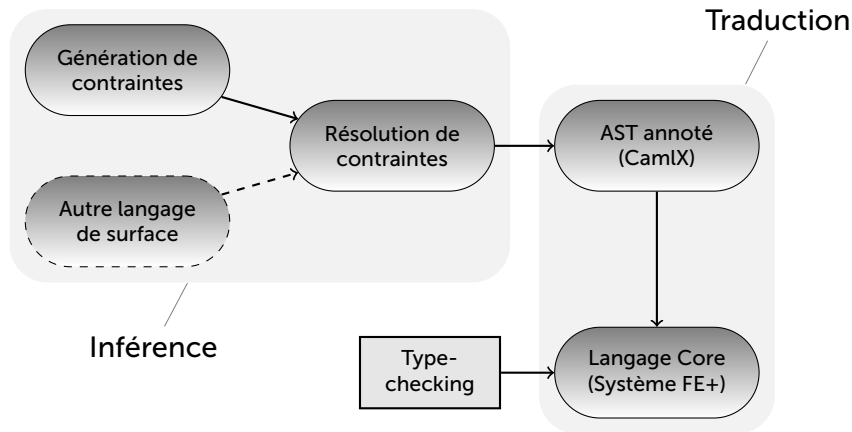 Traduction
Génération de
contraintes
Résolution de
contraintes
AST annoté
(CamlX)
Autre langage
de surface
Inférence
Type-
checking
Langage Core
(Système FE+)